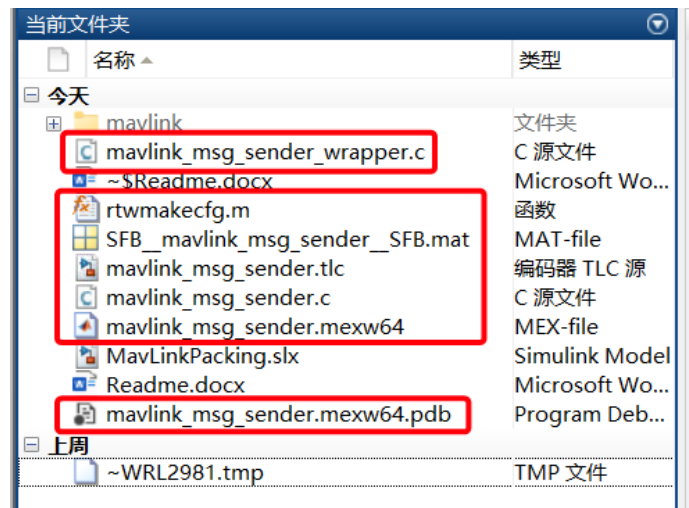 当前文件夹
名称 类型
今天
mavlink 文件夹
mavlink_msg_sender_wrapper.c C 源文件
~$Readme.docx Microsoft Wo...
rtwmakecfg.m 函数
SFB__mavlink_msg_sender__SFB.mat MAT-file
mavlink_msg_sender.tlc 编码器 TLC 源
mavlink_msg_sender.c C 源文件
mavlink_msg_sender.mexw64 MEX-file
MavLinkPacking.slx Simulink Model
Readme.docx Microsoft Wo...
mavlink_msg_sender.mexw64.pdb Program Deb...
上周
~WRL2981.tmp TMP 文件